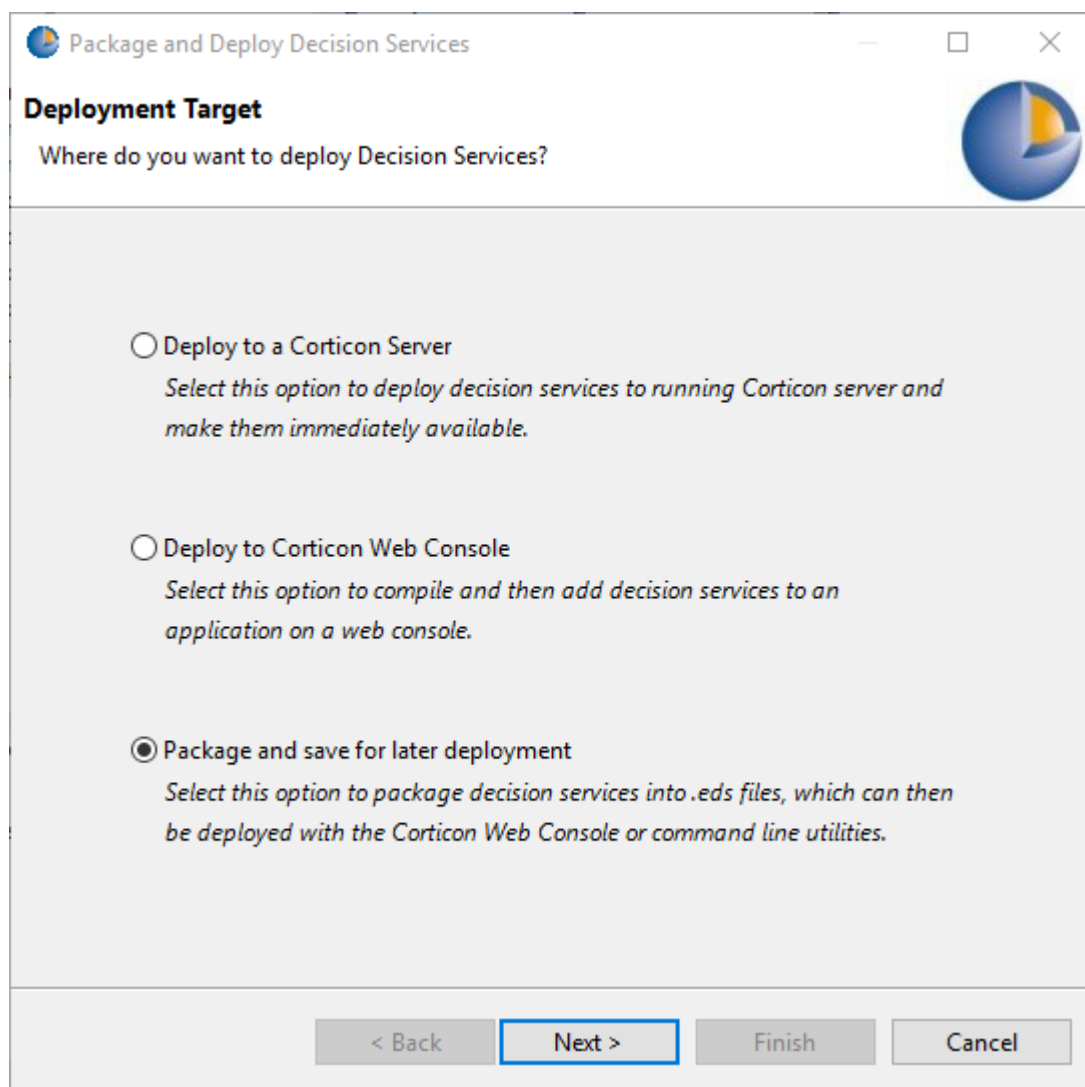 Package and Deploy Decision Services
Deployment Target
Where do you want to deploy Decision Services?
Deploy to a Corticon Server
Select this option to deploy decision services to running Corticon server and
make them immediately available.
Deploy to Corticon Web Console
Select this option to compile and then add decision services to an
application on a web console.
Package and save for later deployment
Select this option to package decision services into .eds files, which can then
be deployed with the Corticon Web Console or command line utilities.
< Back Next > Finish Cancel